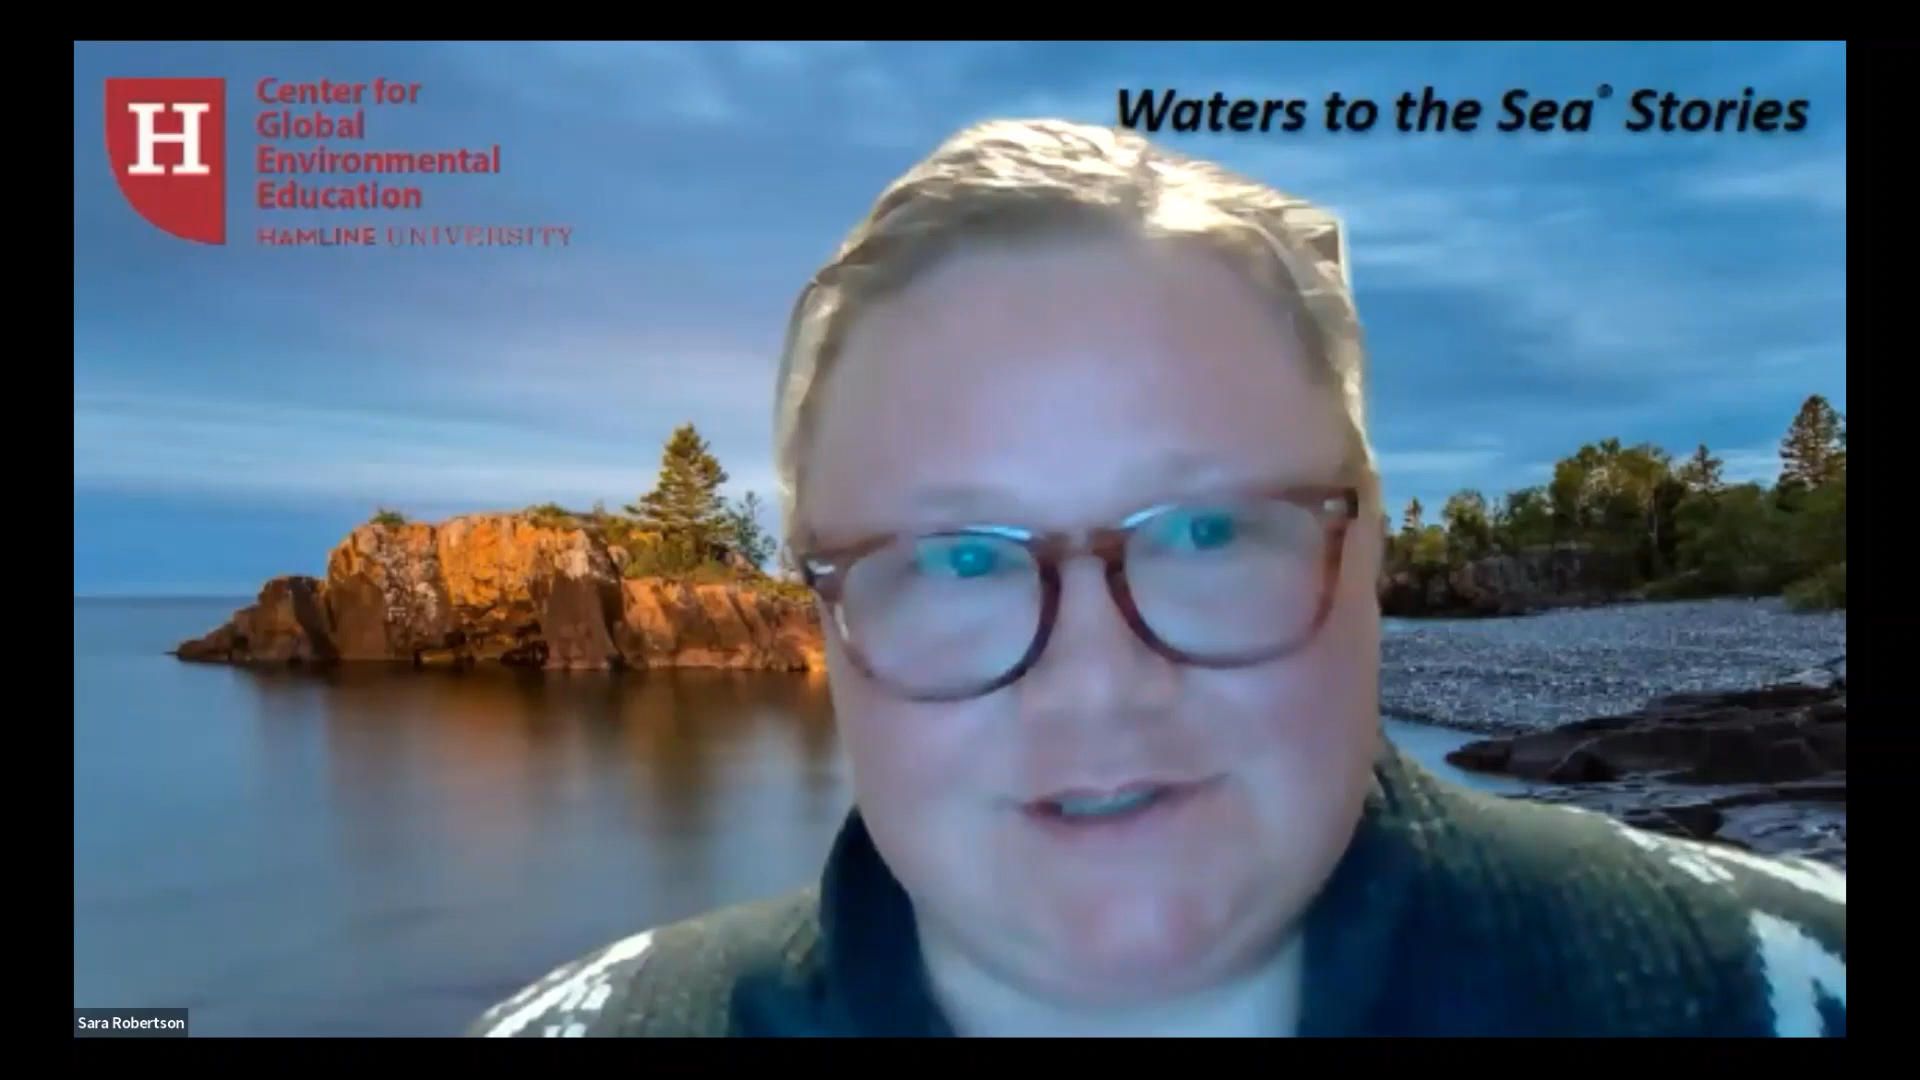 H
Center for
Global
Environmental
Education
HAMLINE UNIVERSITY
Waters to the Sea® Stories
Sara Robertson